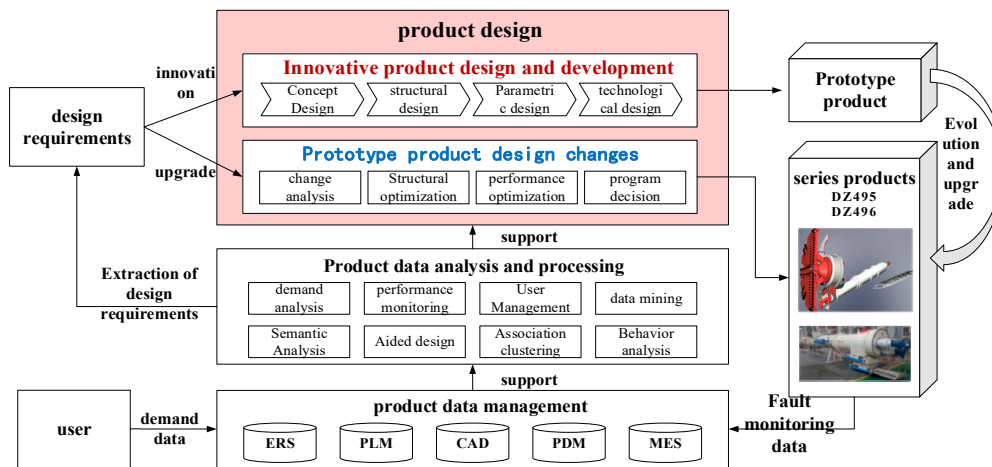 product design
Innovative product design and development
Concept
Design
structural
design
Parametri
c design
technologi
cal design
Prototype product design changes
change
analysis
Structural
optimization
performance
optimization
program
decision
innovati
on
design
requirements
upgrade
Prototype
product
Evol
ution
and
upgr
ade
series products
DZ495
DZ496
support
Extraction of
design
requirements
Product data analysis and processing
demand
analysis
performance
monitoring
User
Management
data mining
Semantic
Analysis
Aided design
Association
clustering
Behavior
analysis
support
user
demand
data
product data management
ERS
PLM
CAD
PDM
MES
Fault
monitoring
data